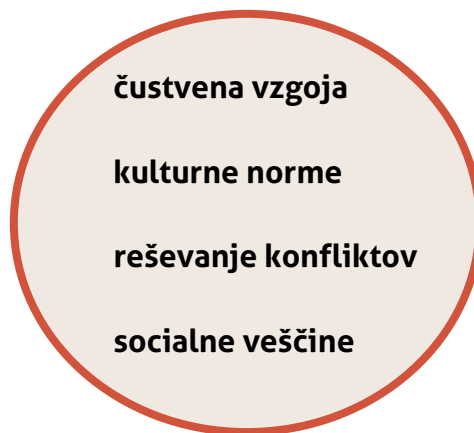 čustvena vzgoja
kulturne norme
reševanje konfliktov
socialne veščine